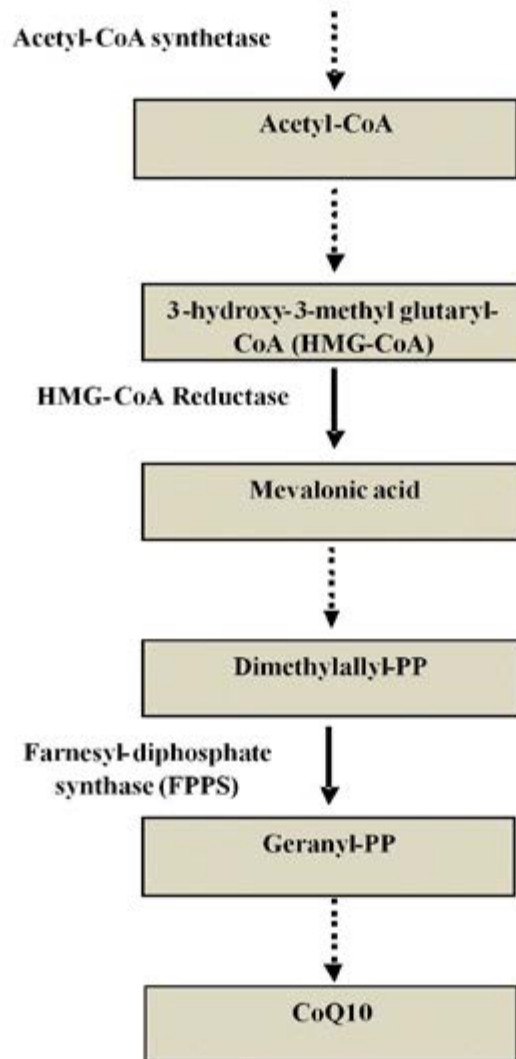 Acetyl-CoA synthetase
Acetyl-CoA
3-hydroxy-3-methyl glutaryl-
CoA (HMG-CoA)
HMG-CoA Reductase
Mevalonic acid
Dimethylallyl-PP
Farnesyl-diphosphate
synthase (FPPS)
Geranyl-PP
CoQ10